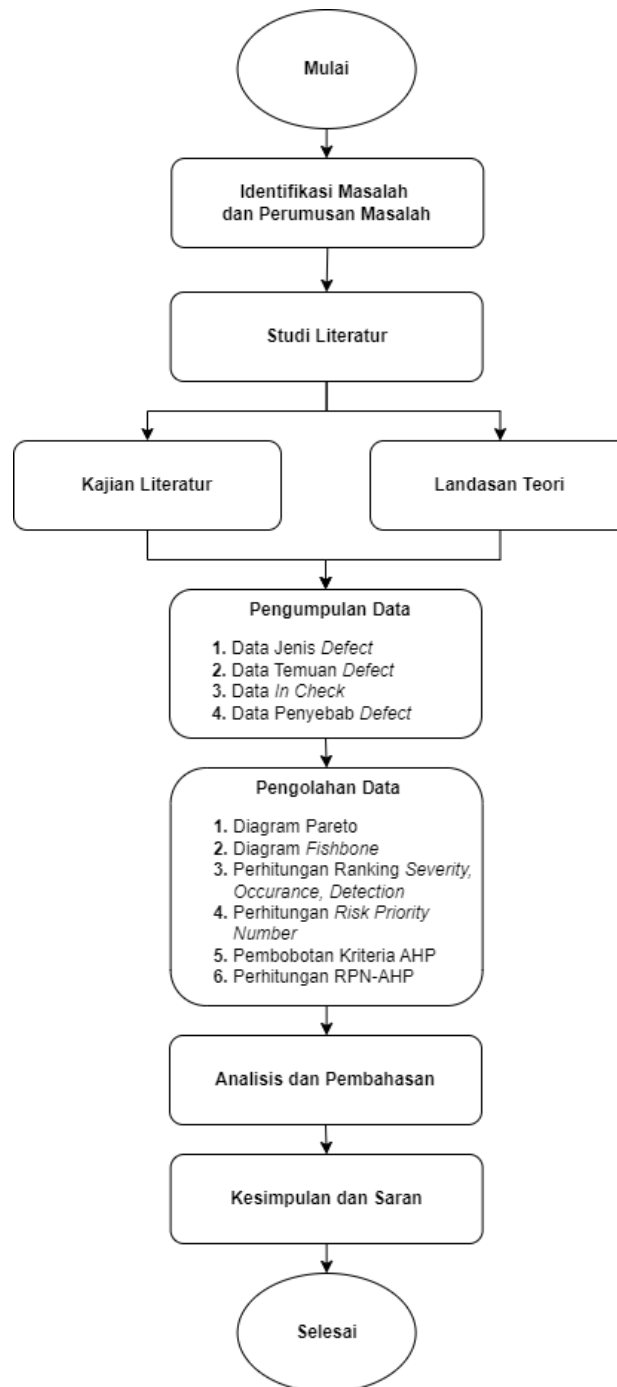 Mulai
Identifikasi Masalah
dan Perumusan Masalah
Studi Literatur
Kajian Literatur
Landasan Teori
Pengumpulan Data
1. Data Jenis Defect
2. Data Temuan Defect
3. Data In Check
4. Data Penyebab Defect
Pengolahan Data
1. Diagram Pareto
2. Diagram Fishbone
3. Perhitungan Ranking Severity,
Occurance, Detection
4. Perhitungan Risk Priority
Number
5. Pembobotan Kriteria AHP
6. Perhitungan RPN-AHP
Analisis dan Pembahasan
Kesimpulan dan Saran
Selesai